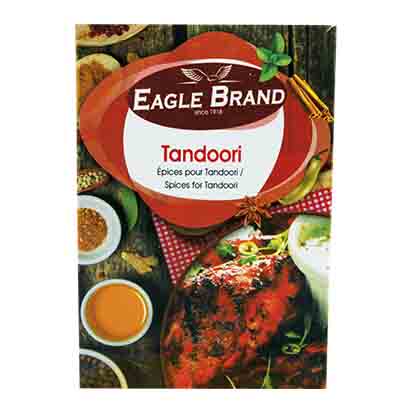 EAGLE BRAND
since 1918
Tandoori
Épices pour Tandoori /
Spices for Tandoori